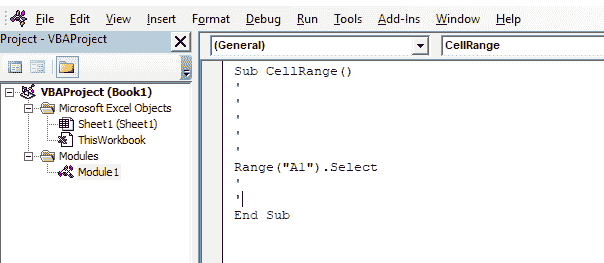 File Edit View Insert Format Debug Run Tools Add-Ins Window Help
Project - VBAProject
VBAProject (Book1)
Microsoft Excel Objects
Sheet1 (Sheet1)
ThisWorkbook
Modules
Module1
(General) CellRange
Sub CellRange()
'
'
'
'
'
Range("A1").Select
'
'
End Sub